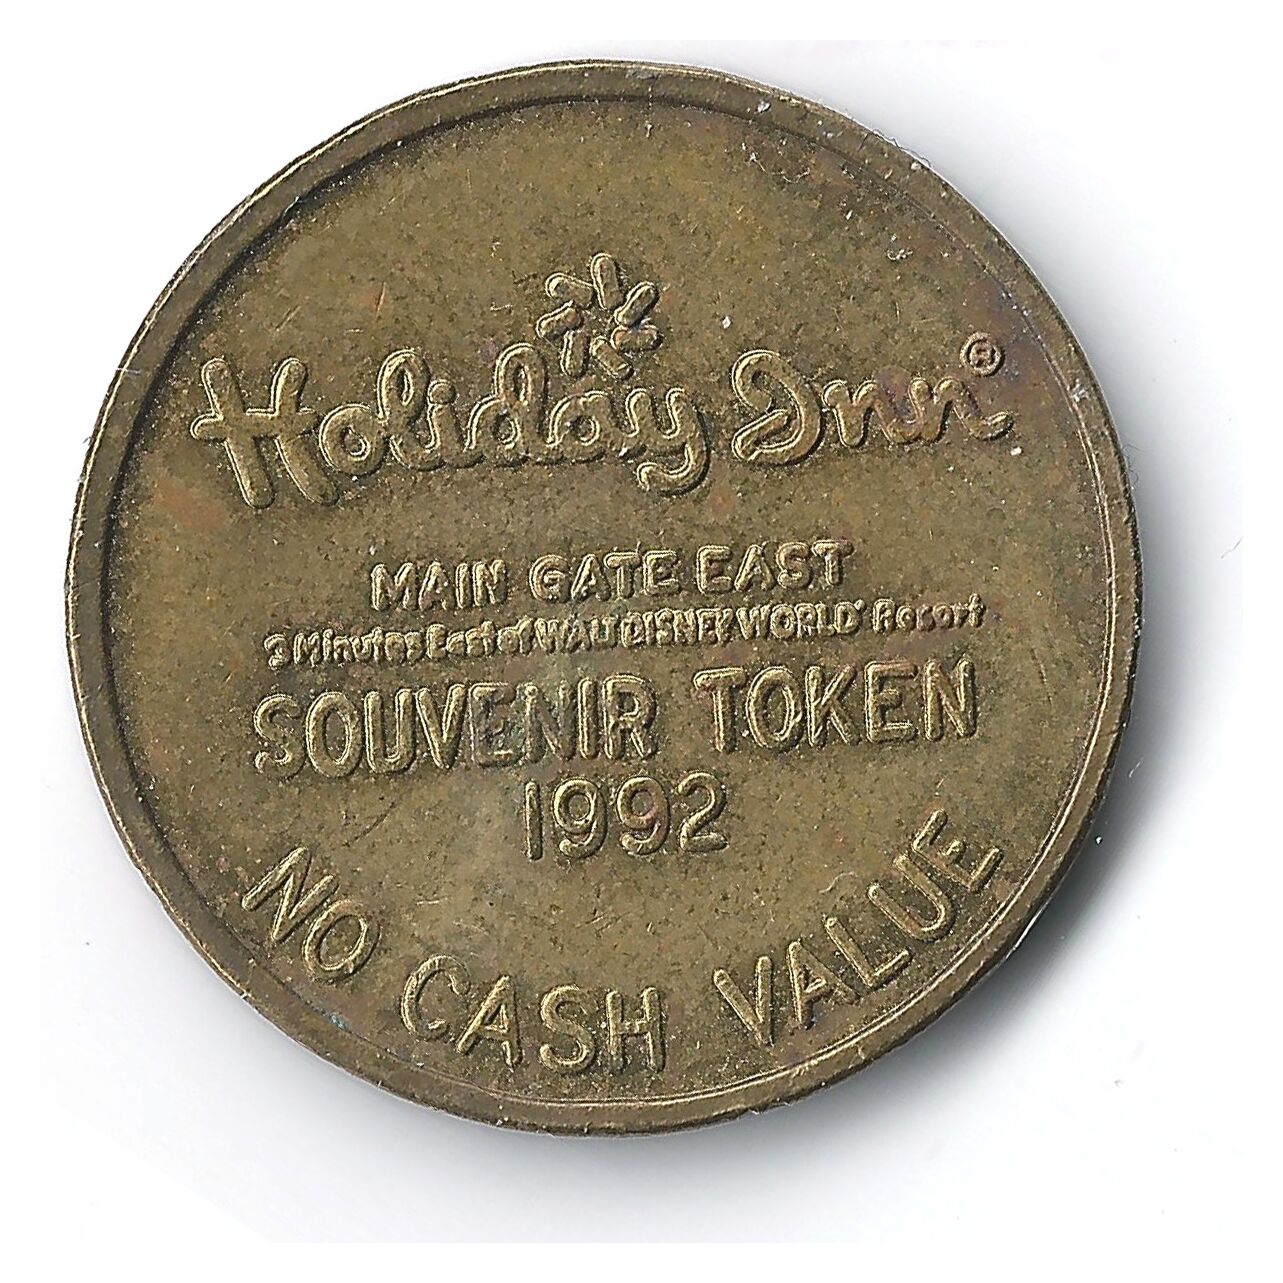 Holiday Inn®
MAIN GATE EAST
3 Minutes East of WALT DISNEY WORLD® Resort
SOUVENIR TOKEN
1992
NO CASH VALUE